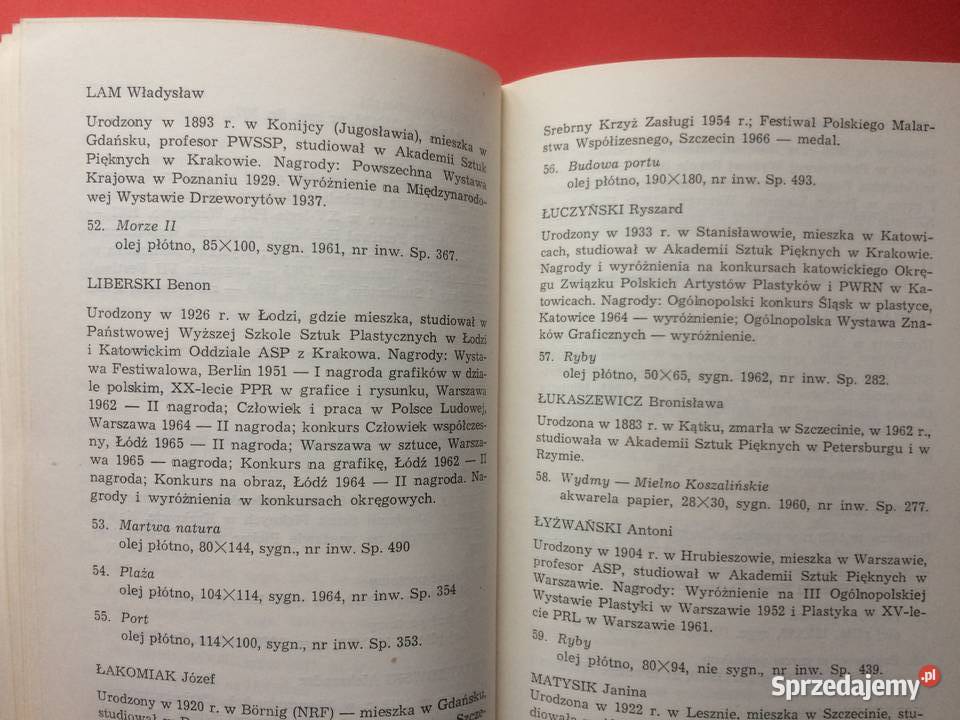 LAM Władysław
Urodzony w 1893 r. w Konijcy (Jugosławia), mieszka w
Gdańsku, profesor PWSSP, studiował w Akademii Sztuk
Pięknych w Krakowie. Nagrody: Powszechna Wystawa
Krajowa w Poznaniu 1929. Wyróżnienie na Międzynarodo-
wej Wystawie Drzeworytów 1937.
52. Morze II
olej płótno, 85×100, sygn. 1961, nr inw. Sp. 367.
LIBERSKI Benon
Urodzony w 1926 r. w Łodzi, gdzie mieszka, studiował w
Państwowej Wyższej Szkole Sztuk Plastycznych w Łodzi
i Katowickim Oddziale ASP z Krakowa. Nagrody: Wysta-
wa Festiwalowa, Berlin 1951 — I nagroda grafików w dzia-
le polskim, XX-lecie PPR w grafice i rysunku, Warszawa
1962 — II nagroda; Człowiek i praca w Polsce Ludowej,
Warszawa 1964 — II nagroda; konkurs Człowiek współczes-
ny, Łódź 1965 — II nagroda; Warszawa w sztuce, Warsza-
wa 1965 — nagroda; Konkurs na grafikę, Łódź 1962 — II
nagroda; Konkurs na obraz, Łódź 1964 — II nagroda. Na-
grody i wyróżnienia w konkursach okręgowych.
53. Martwa natura
olej płótno, 80×144, sygn., nr inw. Sp. 490
54. Plaża
olej płótno, 104×114, sygn. 1964, nr inw. Sp. 354
55. Port
olej płótno, 114×100, sygn., nr inw. Sp. 353.
ŁAKOMIAK Józef
Urodzony w 1920 r. w Börnig (NRF) — mieszka w Gdańsku,
studiował w
Srebrny Krzyż Zasługi 1954 r.; Festiwal Polskiego Malar-
stwa Współizesnego, Szczecin 1966 — medal.
56. Budowa portu
olej płótno, 190×180, nr inw. Sp. 493.
ŁUCZYŃSKI Ryszard
Urodzony w 1933 r. w Stanisławowie, mieszka w Katowi-
cach, studiował w Akademii Sztuk Pięknych w Krakowie.
Nagrody i wyróżnienia na konkursach katowickiego Okrę-
gu Związku Polskich Artystów Plastyków i PWRN w Ka-
towicach. Nagrody: Ogólnopolski konkurs Śląsk w plastyce,
Katowice 1964 — wyróżnienie; Ogólnopolska Wystawa Zna-
ków Graficznych — wyróżnienie.
57. Ryby
olej płótno, 50×65, sygn. 1962, nr inw. Sp. 282.
ŁUKASZEWICZ Bronisława
Urodzona w 1883 r. w Kątku, zmarła w Szczecinie, w 1962 r.,
studiowała w Akademii Sztuk Pięknych w Petersburgu i w
Rzymie.
58. Wydmy — Mielno Koszalińskie
akwarela papier, 28×30, sygn. 1960, nr inw. Sp. 277.
ŁYŻWAŃSKI Antoni
Urodzony w 1904 r. w Hrubieszowie, mieszka w Warszawie,
profesor ASP, studiował w Akademii Sztuk Pięknych w
Warszawie. Nagrody: Wyróżnienie na III Ogólnopolskiej
Wystawie Plastyki w Warszawie 1952 i Plastyka w XV-le-
cie PRL w Warszawie 1961.
59. Ryby
olej płótno, 80×94, nie sygn., nr inw. Sp. 439.
MATYSIK Janina
Urodzona w 1922 r. w Lesznie, mieszka w Szczecinie, stu-
diowała
Sprzedajemy.pl